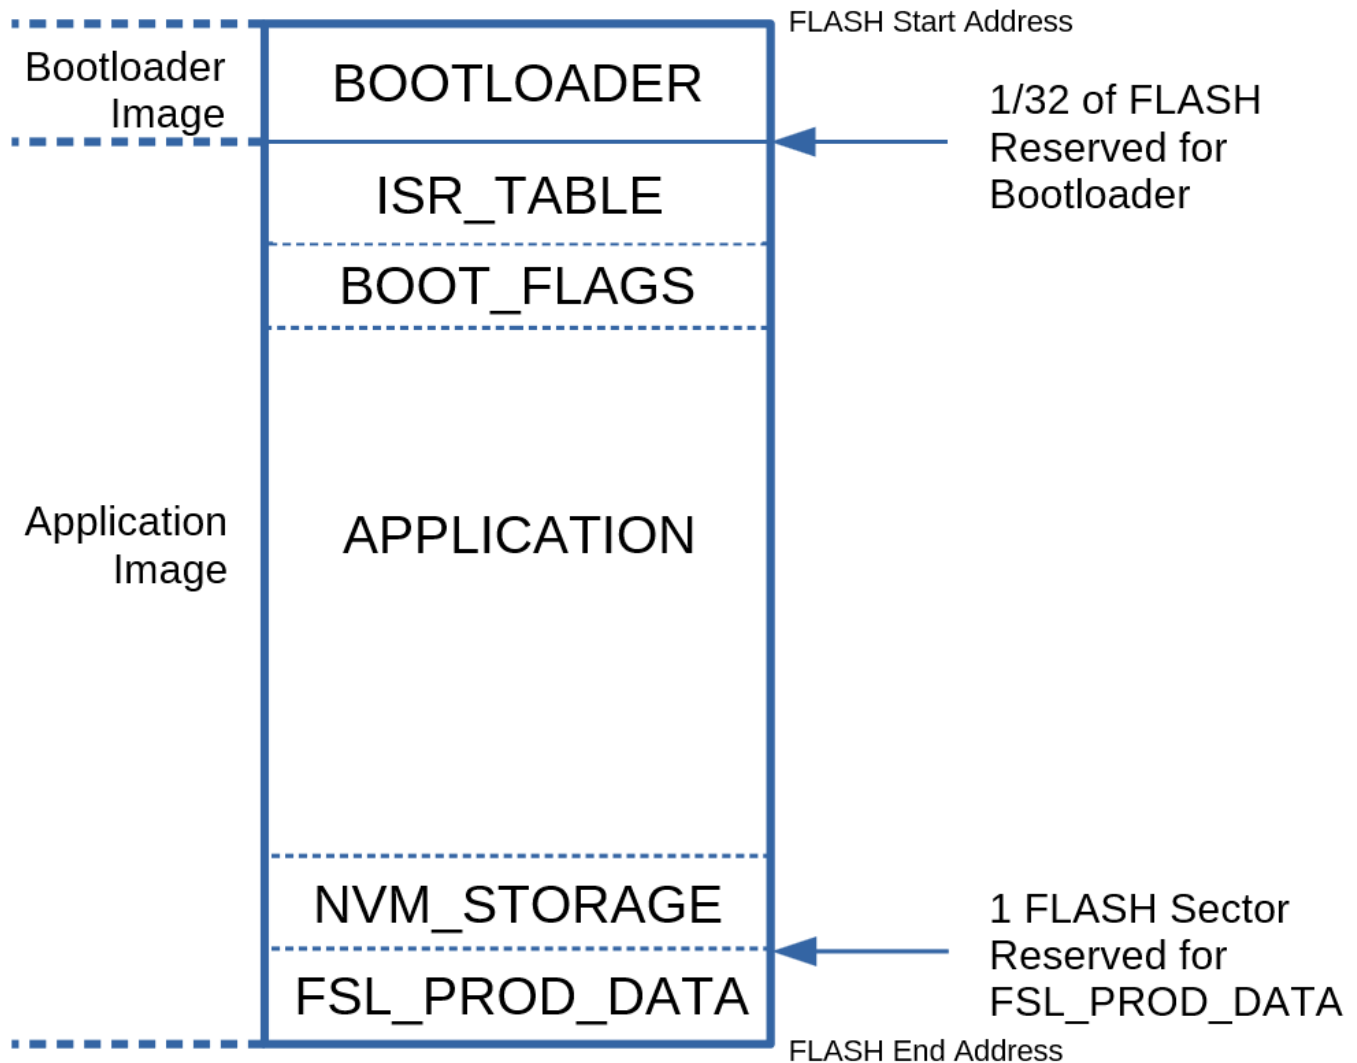 FLASH Start Address
Bootloader
Image
BOOTLOADER
1/32 of FLASH
Reserved for
Bootloader
ISR_TABLE
BOOT_FLAGS
Application
Image
APPLICATION
NVM_STORAGE
1 FLASH Sector
Reserved for
FSL_PROD_DATA
FSL_PROD_DATA
FLASH End Address